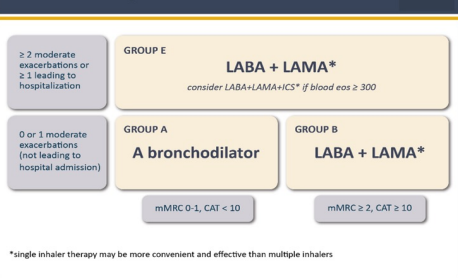 ≥ 2 moderate
exacerbations or
≥ 1 leading to
hospitalization
GROUP E
LABA + LAMA*
consider LABA+LAMA+ICS* if blood eos ≥ 300
0 or 1 moderate
exacerbations
(not leading to
hospital admission)
GROUP A
A bronchodilator
GROUP B
LABA + LAMA*
mMRC 0-1, CAT < 10
mMRC ≥ 2, CAT ≥ 10
*single inhaler therapy may be more convenient and effective than multiple inhalers